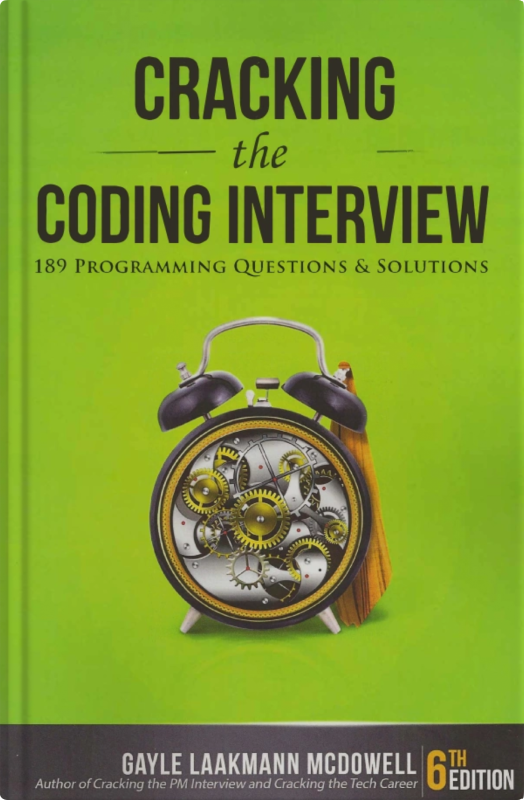 CRACKING
the
CODING INTERVIEW
189 PROGRAMMING QUESTIONS & SOLUTIONS
GAYLE LAAKMANN MCDOWELL
Author of Cracking the PM Interview and Cracking the Tech Career
6TH EDITION